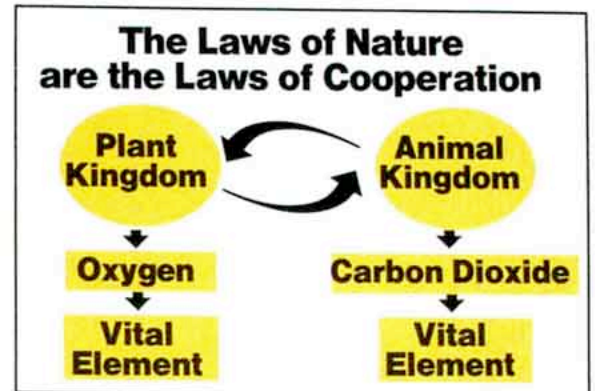 The Laws of Nature
are the Laws of Cooperation
Plant
Kingdom
Animal
Kingdom
Oxygen
Carbon Dioxide
Vital
Element
Vital
Element